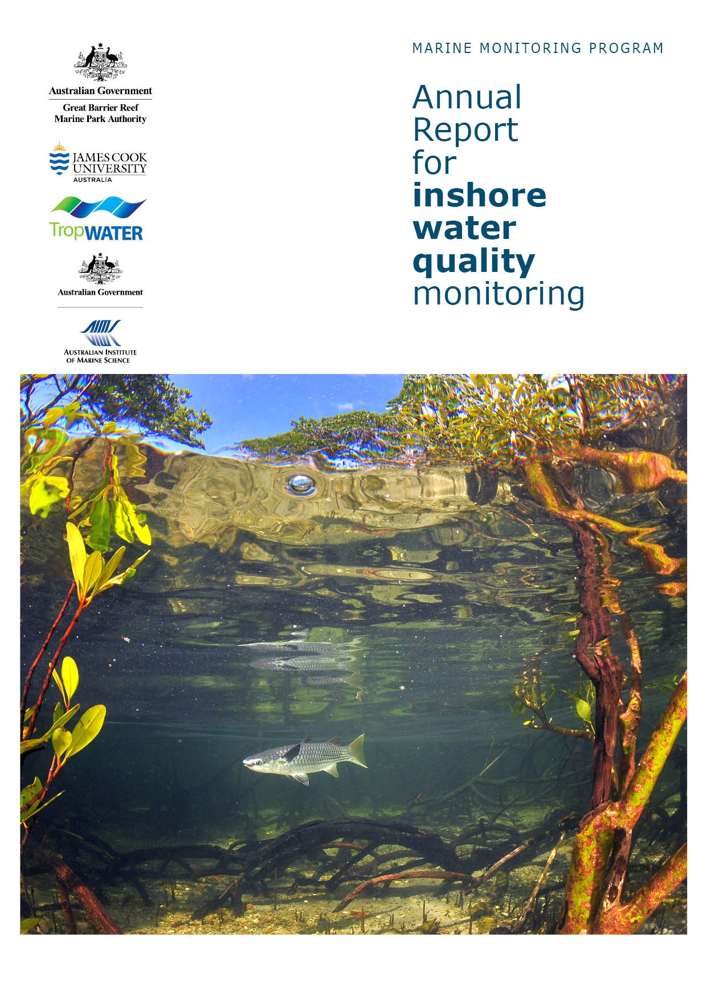 Australian Government
Great Barrier Reef
Marine Park Authority
JAMES COOK
UNIVERSITY
AUSTRALIA
TropWATER
Australian Government
AIMS
AUSTRALIAN INSTITUTE
OF MARINE SCIENCE
MARINE MONITORING PROGRAM
Annual
Report
for
inshore
water
quality
monitoring